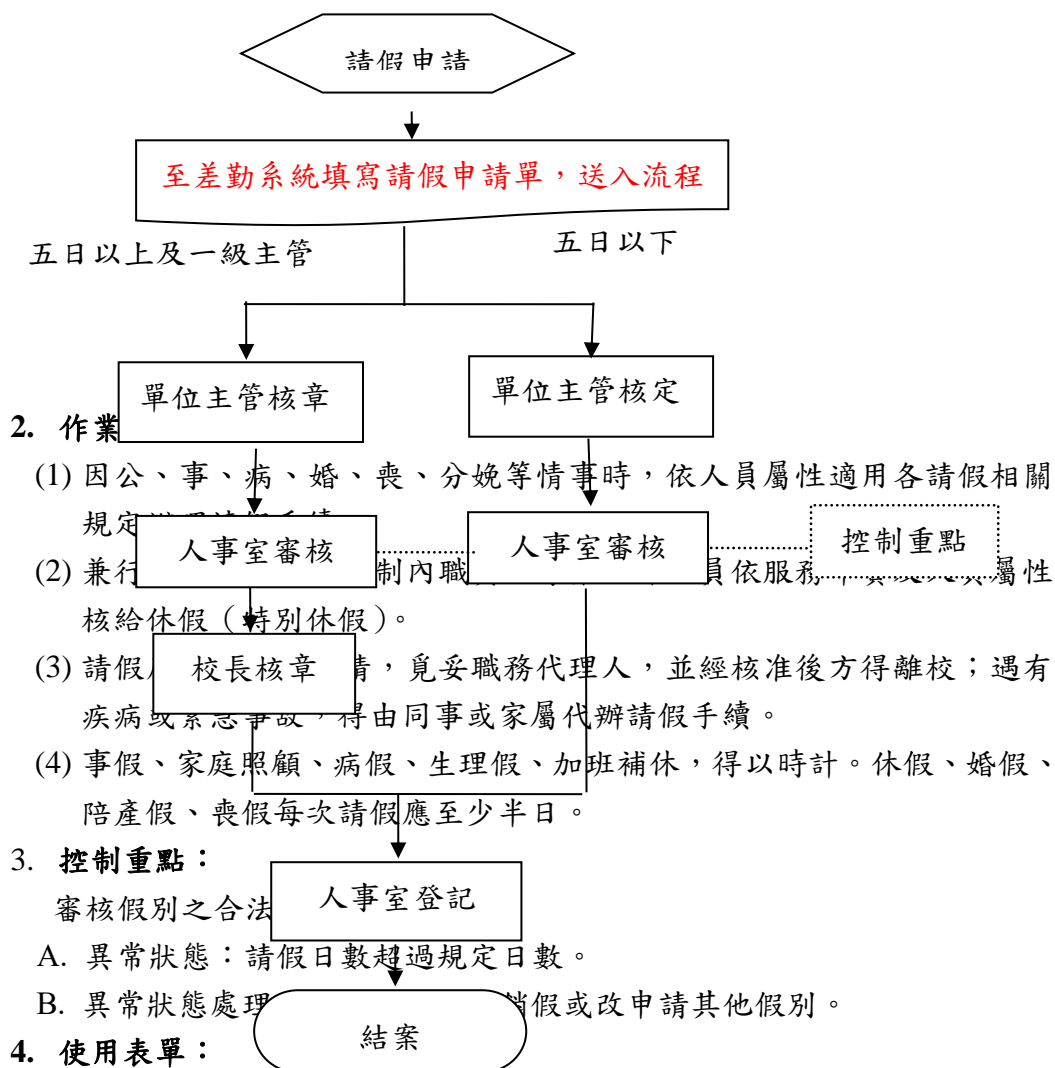 請假申請
至差勤系統填寫請假申請單，送入流程
五日以上及一級主管
五日以下
單位主管核章
單位主管核定
2. 作業
(1) 因公、事、病、婚、喪、分娩等情事時，依人員屬性適用各請假相關
規定
人事室審核
人事室審核
控制重點
(2) 兼行 制內職 員依服務 屬性
核給休假（特別休假）。
校長核章
(3) 請假 ，覓妥職務代理人，並經核准後方得離校；遇有
疾病或緊急事故，得由同事或家屬代辦請假手續。
(4) 事假、家庭照顧、病假、生理假、加班補休，得以時計。休假、婚假、
陪產假、喪假每次請假應至少半日。
3. 控制重點：
人事室登記
審核假別之合法
A. 異常狀態：請假日數超過規定日數。
B. 異常狀態處理 銷假或改申請其他假別。
結案
4. 使用表單：